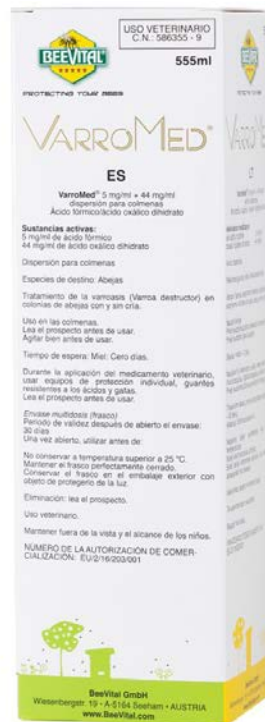 BEEVITAL®
PROTECTING YOUR BEES
USO VETERINARIO
C.N.: 586355 - 9
555ml
VARROMED®
ES
VarroMed® 5 mg/ml + 44 mg/ml
dispersión para colmenas
Ácido fórmico/ácido oxálico dihidrato
Sustancias activas:
5 mg/ml de ácido fórmico
44 mg/ml de ácido oxálico dihidrato
Dispersión para colmenas
Especies de destino: Abejas
Tratamiento de la varroasis (Varroa destructor) en
colonias de abejas con y sin cría.
Uso en las colmenas.
Lea el prospecto antes de usar.
Agitar bien antes de usar.
Tiempo de espera: Miel: Cero días.
Durante la aplicación del medicamento veterinario,
usar equipos de protección individual, guantes
resistentes a los ácidos y gafas.
Lea el prospecto antes de usar.
Envase multidosis (frasco)
Período de validez después de abierto el envase:
30 días
Una vez abierto, utilizar antes de:
No conservar a temperatura superior a 25 °C.
Mantener el frasco perfectamente cerrado.
Conservar el frasco en el embalaje exterior con
objeto de protegerlo de la luz.
Eliminación: lea el prospecto.
Uso veterinario.
Mantener fuera de la vista y el alcance de los niños.
NÚMERO DE LA AUTORIZACIÓN DE COMER-
CIALIZACIÓN: EU/2/16/203/001
BeeVital GmbH
Wiesenbergstr. 19 • A-5164 Seeham • AUSTRIA
www.BeeVital.com